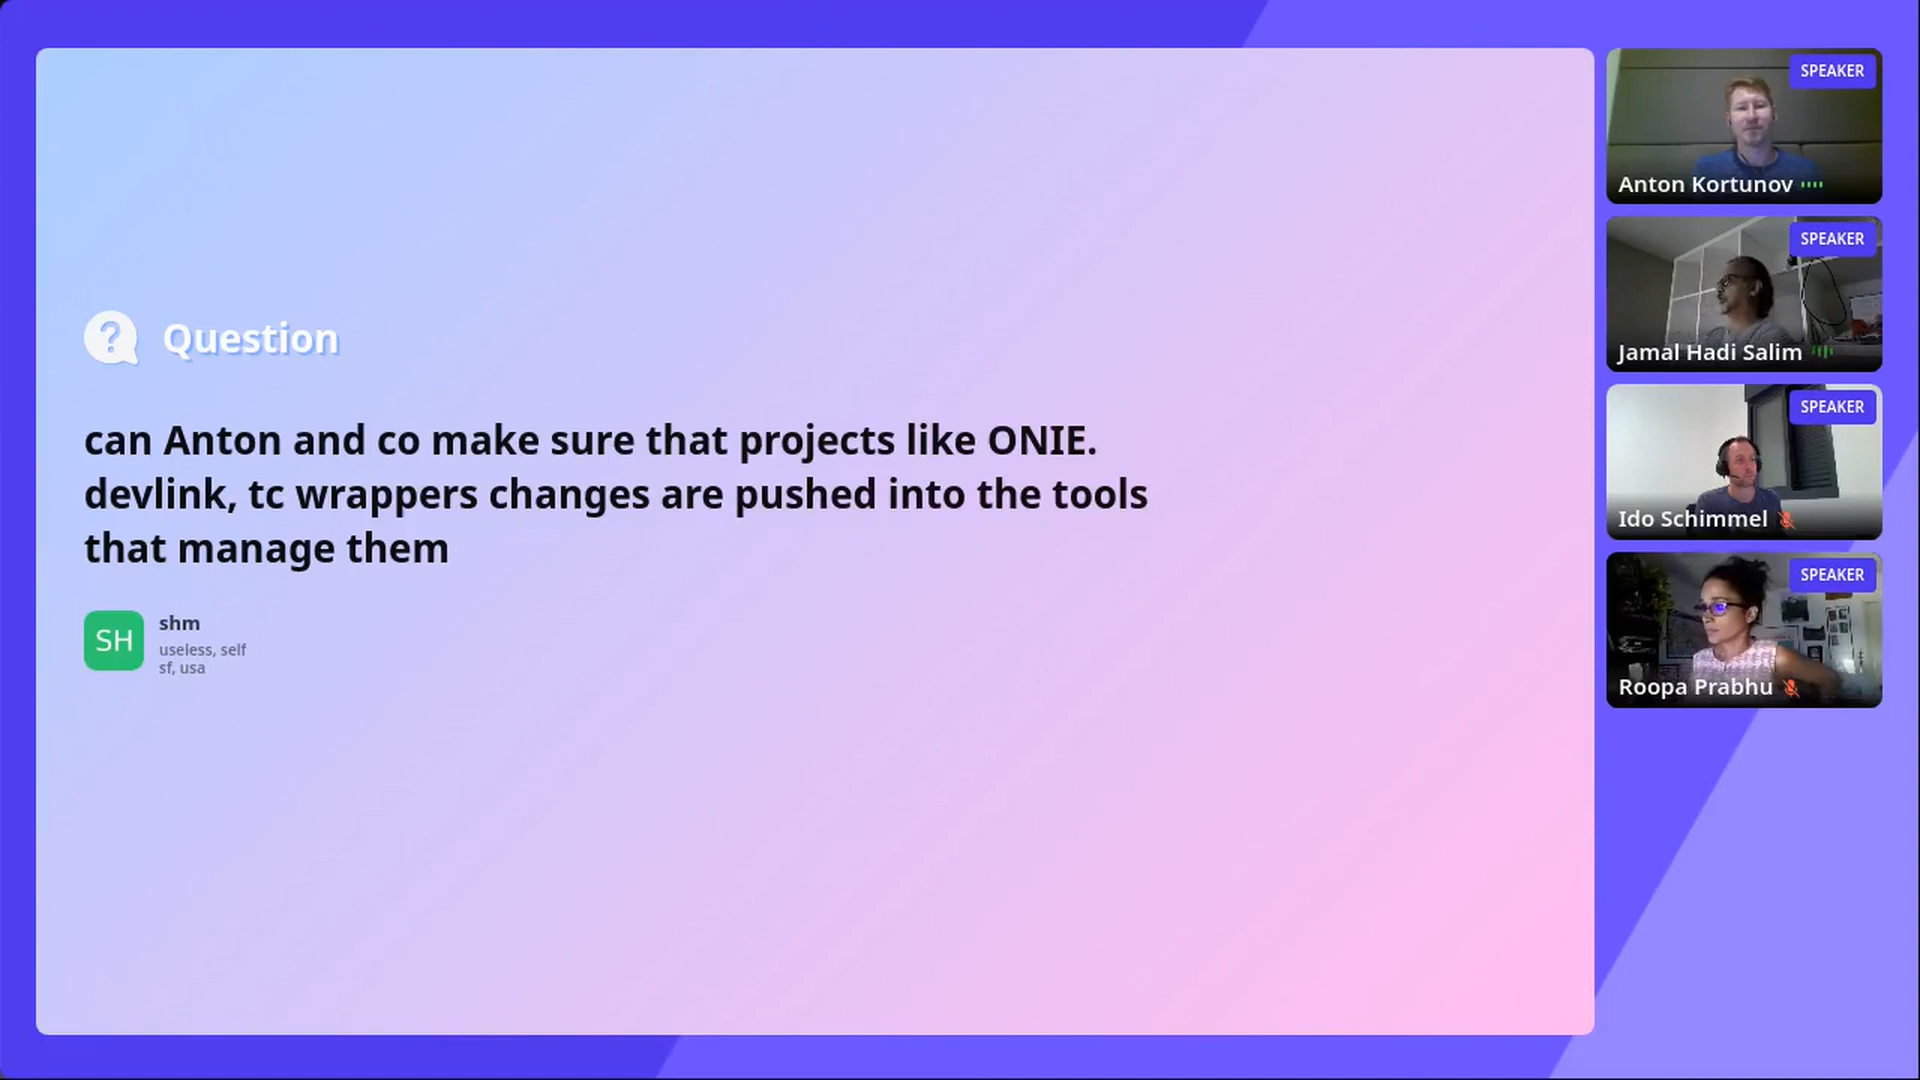 Question
can Anton and co make sure that projects like ONIE.
devlink, tc wrappers changes are pushed into the tools
that manage them
SH
shm
useless, self
sf, usa
SPEAKER
Anton Kortunov
SPEAKER
Jamal Hadi Salim
SPEAKER
Ido Schimmel
SPEAKER
Roopa Prabhu